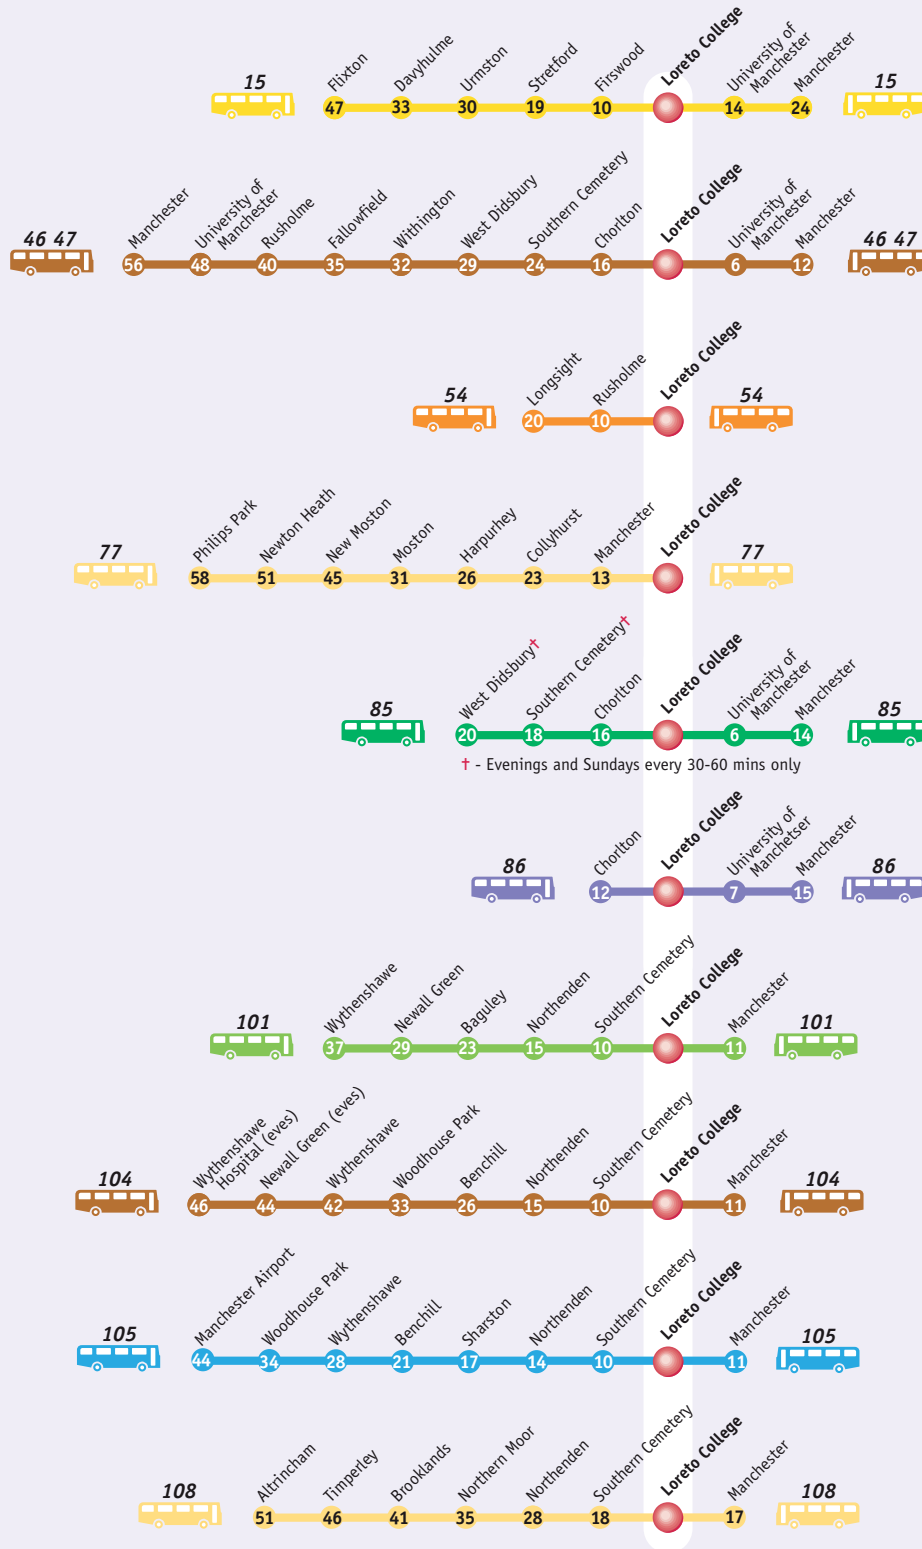 15
Flixton
Davyhulme
Urmston
Stretford
Firswood
Loreto College
University of
Manchester
Manchester
15
47
33
30
19
10
14
24
46 47
Manchester
University of
Manchester
Rusholme
Fallowfield
Withington
West Didsbury
Southern Cemetery
Chorlton
Loreto College
University of
Manchester
Manchester
46 47
56
48
40
35
32
29
24
16
6
12
54
Longsight
Rusholme
Loreto College
54
20
10
77
Philips Park
Newton Heath
New Moston
Moston
Harpurhey
Collyhurst
Manchester
Loreto College
77
58
51
45
31
26
23
13
85
West Didsbury†
Southern Cemetery†
Chorlton
Loreto College
University of
Manchester
Manchester
85
20
18
16
6
14
† - Evenings and Sundays every 30-60 mins only
86
Chorlton
Loreto College
University of
Manchetser
Manchester
86
12
7
15
101
Wythenshawe
Newall Green
Baguley
Northenden
Southern Cemetery
Loreto College
Manchester
101
37
29
23
15
10
11
104
Wythenshawe
Hospital (eves)
Newall Green (eves)
Wythenshawe
Woodhouse Park
Benchill
Northenden
Southern Cemetery
Loreto College
Manchester
104
46
44
42
33
26
15
10
11
105
Manchester Airport
Woodhouse Park
Wythenshawe
Benchill
Sharston
Northenden
Southern Cemetery
Loreto College
Manchester
105
44
34
28
21
17
14
10
11
108
Altrincham
Timperley
Brooklands
Northern Moor
Northenden
Southern Cemetery
Loreto College
Manchester
108
51
46
41
35
28
18
17